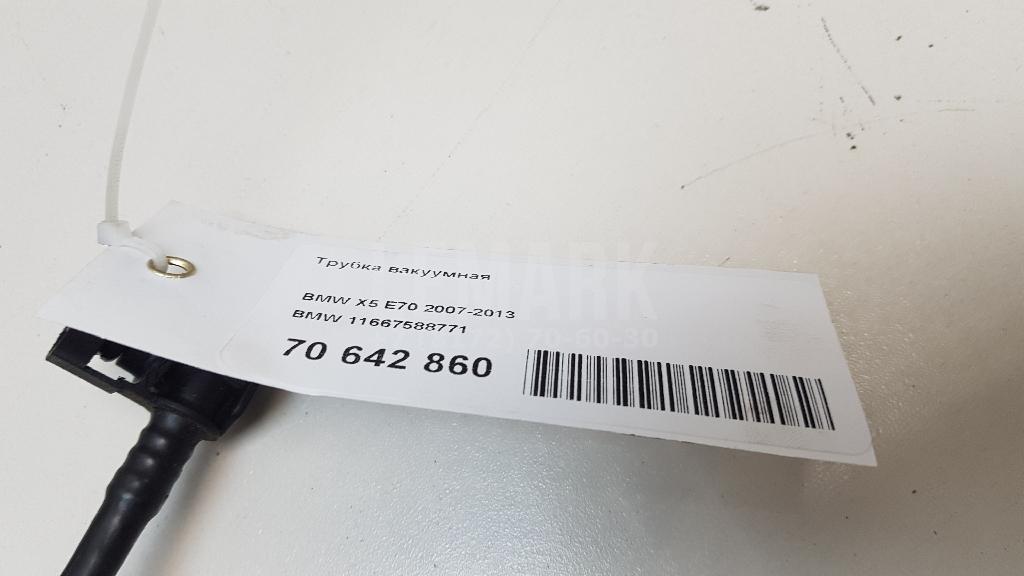 Трубка вакуумная
BMW X5 E70 2007-2013
BMW 11667588771
70 642 860